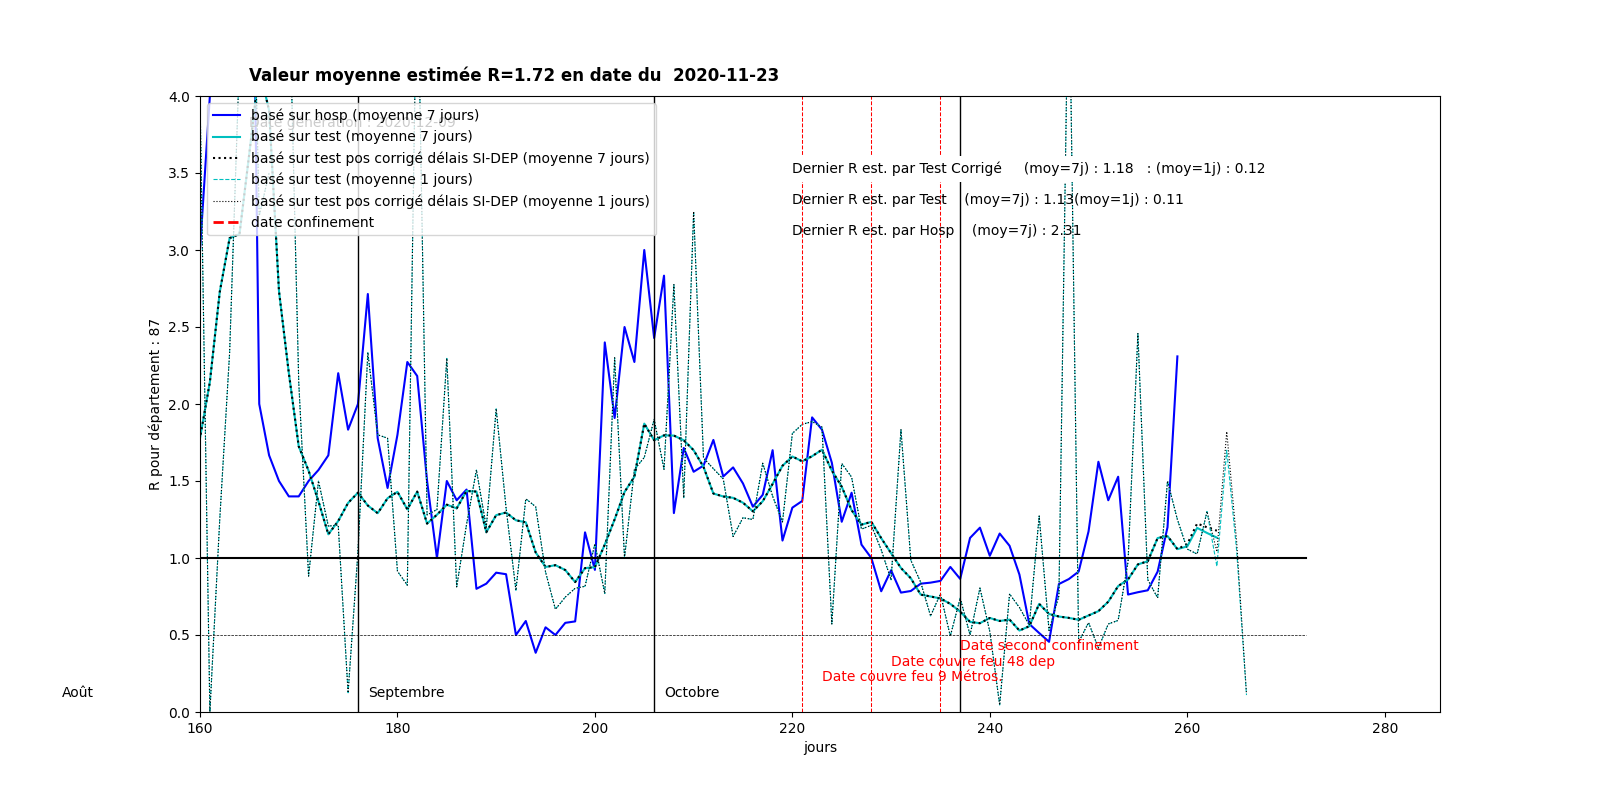 Valeur moyenne estimée R=1.72 en date du  2020-11-23
4.0
3.5
3.0
2.5
2.0
1.5
1.0
0.5
0.0
R pour département : 87
basé sur hosp (moyenne 7 jours)
basé sur test (moyenne 7 jours)
basé sur test pos corrigé délais SI-DEP (moyenne 7 jours)
basé sur test (moyenne 1 jours)
basé sur test pos corrigé délais SI-DEP (moyenne 1 jours)
date confinement
Dernier R est. par Test Corrigé     (moy=7j) : 1.18   : (moy=1j) : 0.12
Dernier R est. par Test    (moy=7j) : 1.13(moy=1j) : 0.11
Dernier R est. par Hosp    (moy=7j) : 2.31
Date second confinement
Date couvre feu 48 dep
Date couvre feu 9 Métros.
Août
Septembre
Octobre
160
180
200
220
240
260
280
jours